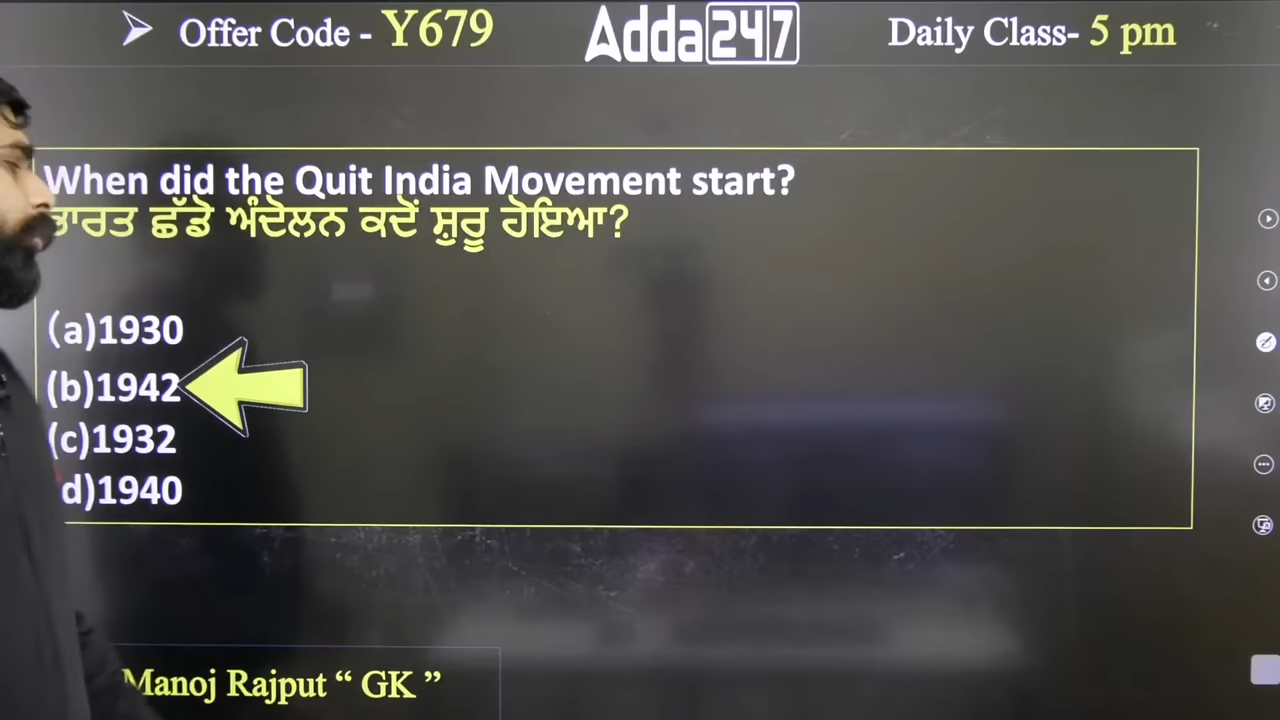 Offer Code - Y679
Adda247
Daily Class- 5 pm
When did the Quit India Movement start?
ਭਾਰਤ ਛੱਡੋ ਅੰਦੋਲਨ ਕਦੋਂ ਸ਼ੁਰੂ ਹੋਇਆ?
(a)1930
(b)1942
(c)1932
d)1940
Manoj Rajput “ GK ”